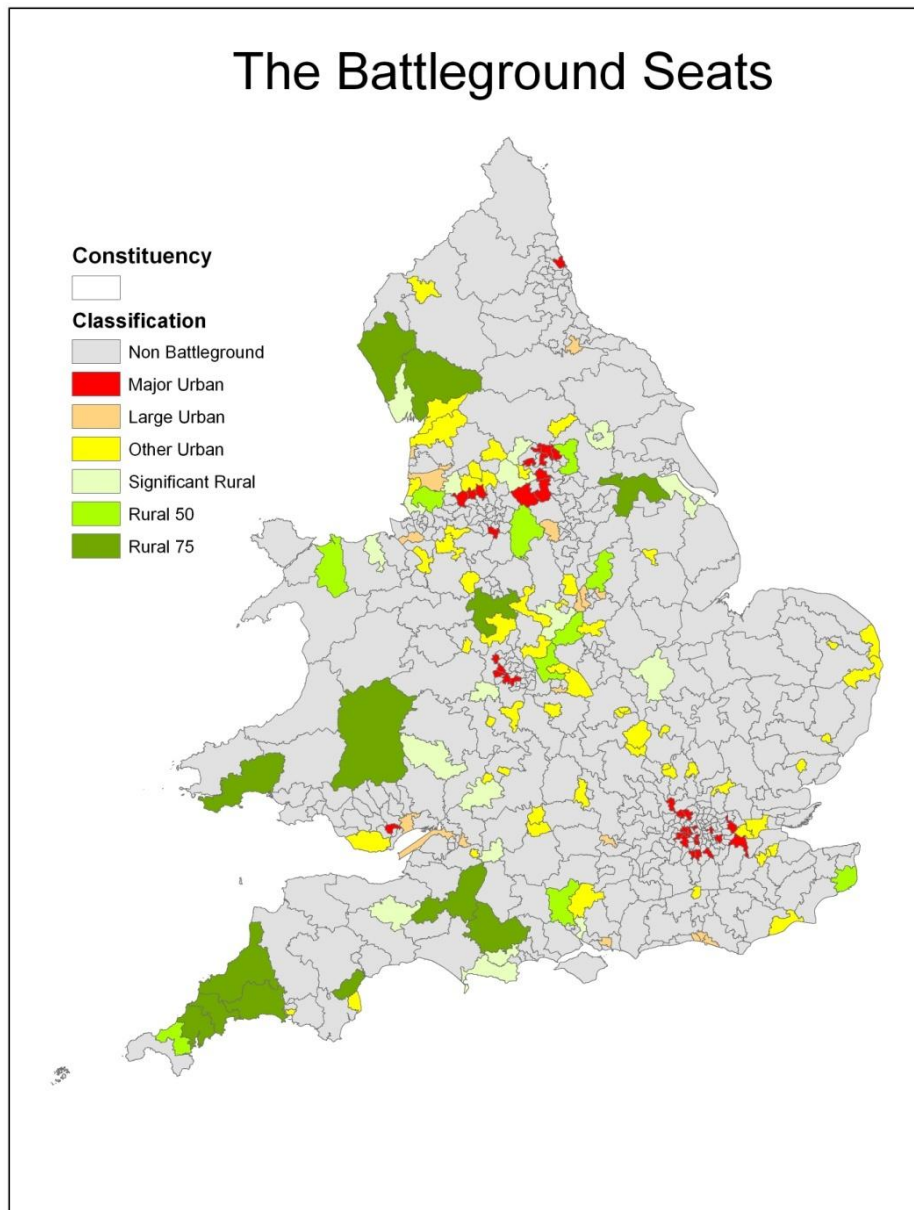 The Battleground Seats
Constituency
Classification
Non Battleground
Major Urban
Large Urban
Other Urban
Significant Rural
Rural 50
Rural 75